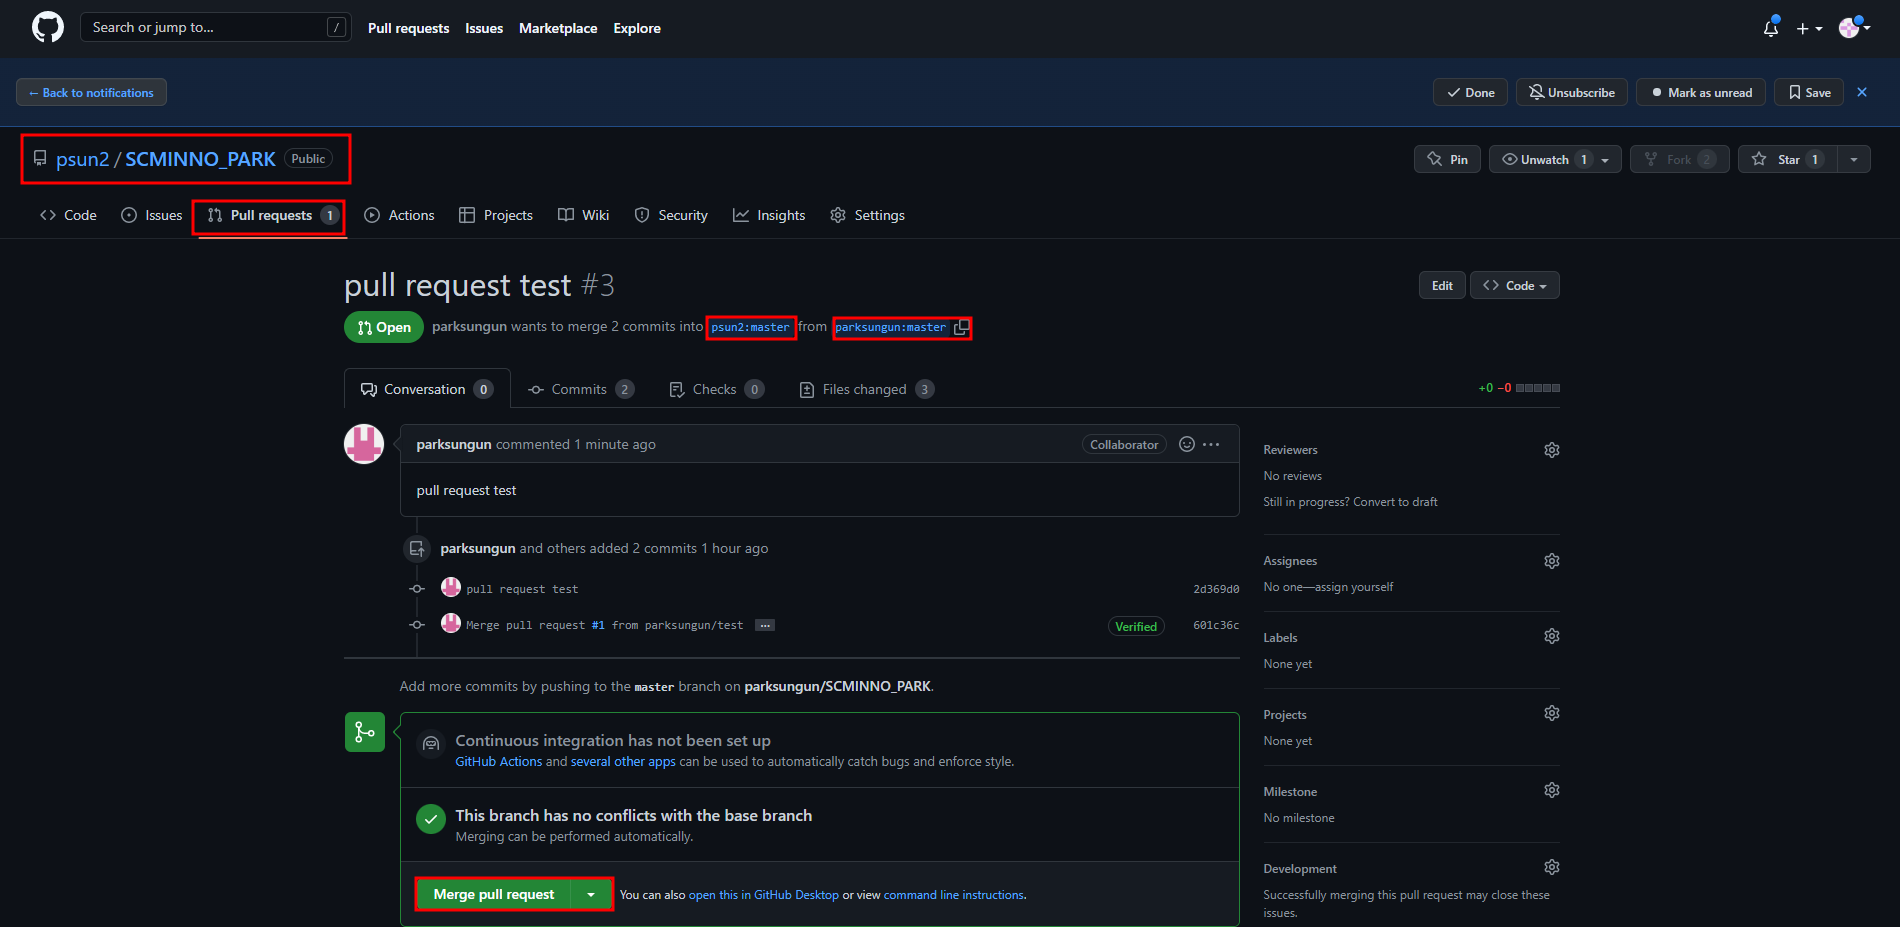 Search or jump to... /
Pull requests Issues Marketplace Explore
← Back to notifications
Done Unsubscribe Mark as unread Save ×
psun2 / SCMINNO_PARK Public
Pin Unwatch 1 Fork 2 Star 1
Code Issues Pull requests 1 Actions Projects Wiki Security Insights Settings
pull request test #3
Edit <> Code
Open parksungun wants to merge 2 commits into psun2:master from parksungun:master
Conversation 0 Commits 2 Checks 0 Files changed 3
+0 −0
parksungun commented 1 minute ago Collaborator ...
pull request test
parksungun and others added 2 commits 1 hour ago
pull request test 2d369d0
Merge pull request #1 from parksungun/test ... Verified 601c36c
Add more commits by pushing to the master branch on parksungun/SCMINNO_PARK.
Continuous integration has not been set up
GitHub Actions and several other apps can be used to automatically catch bugs and enforce style.
This branch has no conflicts with the base branch
Merging can be performed automatically.
Merge pull request You can also open this in GitHub Desktop or view command line instructions.
Reviewers
No reviews
Still in progress? Convert to draft
Assignees
No one—assign yourself
Labels
None yet
Projects
None yet
Milestone
No milestone
Development
Successfully merging this pull request may close these
issues.